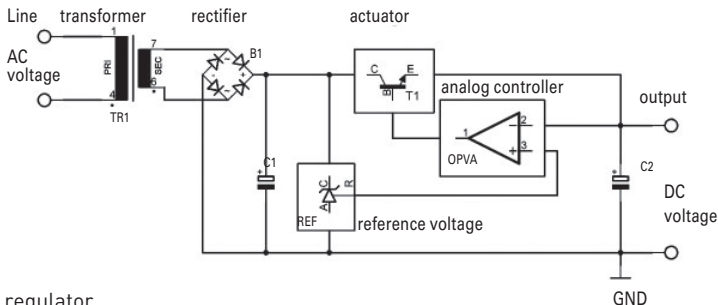 Line transformer rectifier actuator
AC
voltage
1
PRI
4
TR1
7
SEC
6
B1
~
~
-
+
C1
+
C E
B T1
analog controller
1
2
3
OPVA
A C R
REF
reference voltage
output
C2
+
DC
voltage
GND
regulator